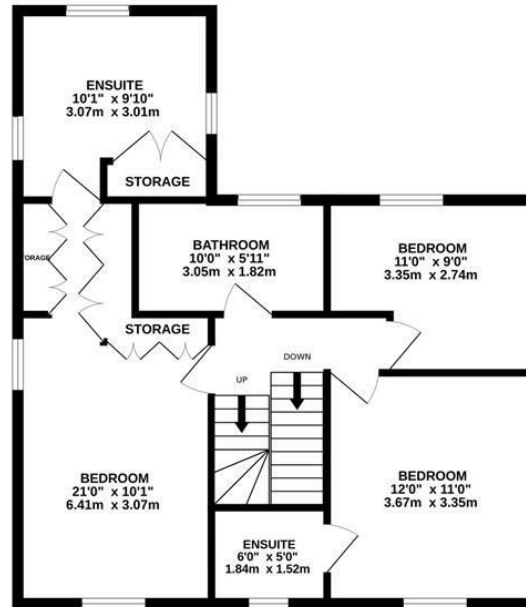 ENSUITE
10'1" x 9'10"
3.07m x 3.01m
STORAGE
BATHROOM
10'0" x 5'11"
3.05m x 1.82m
BEDROOM
11'0" x 9'0"
3.35m x 2.74m
ORAGE
STORAGE
UP
DOWN
BEDROOM
21'0" x 10'1"
6.41m x 3.07m
BEDROOM
12'0" x 11'0"
3.67m x 3.35m
ENSUITE
6'0" x 5'0"
1.84m x 1.52m